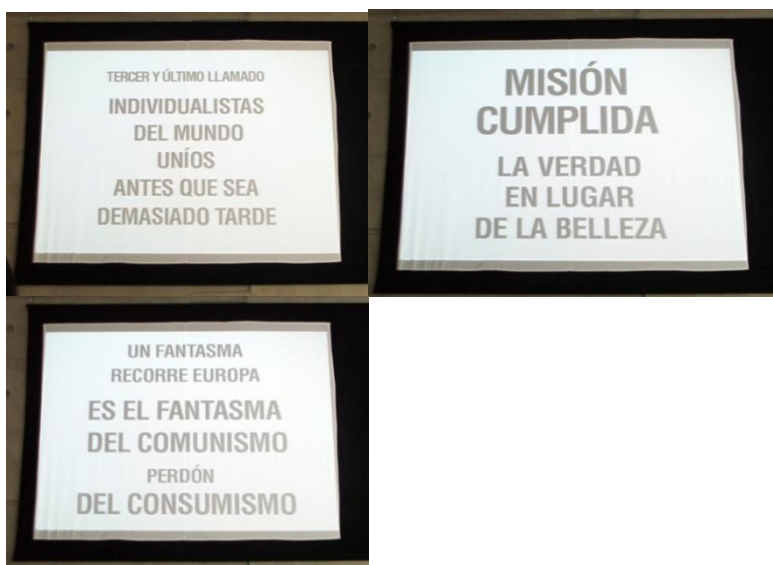 TERCER Y ÚLTIMO LLAMADO
INDIVIDUALISTAS
DEL MUNDO
UNÍOS
ANTES QUE SEA
DEMASIADO TARDE
MISIÓN
CUMPLIDA
LA VERDAD
EN LUGAR
DE LA BELLEZA
UN FANTASMA
RECORRE EUROPA
ES EL FANTASMA
DEL COMUNISMO
PERDÓN
DEL CONSUMISMO